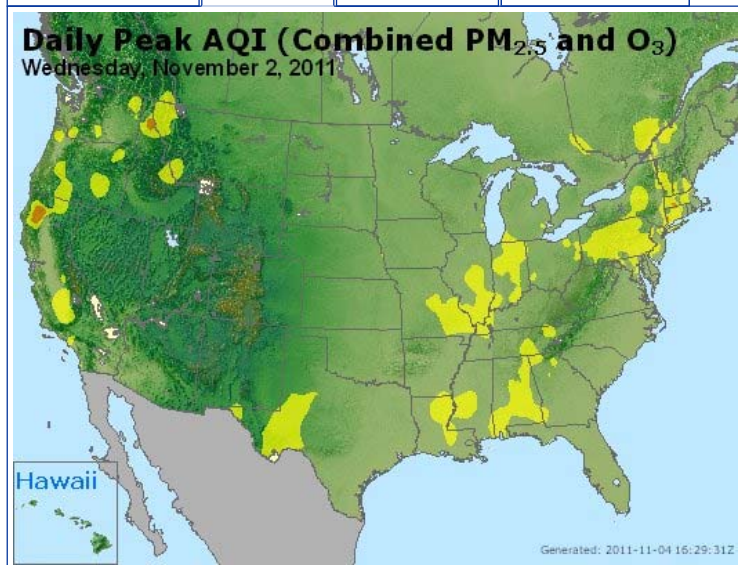 Daily Peak AQI (Combined PM2.5 and O3)
Wednesday, November 2, 2011
Hawaii
Generated: 2011-11-04 16:29:31Z